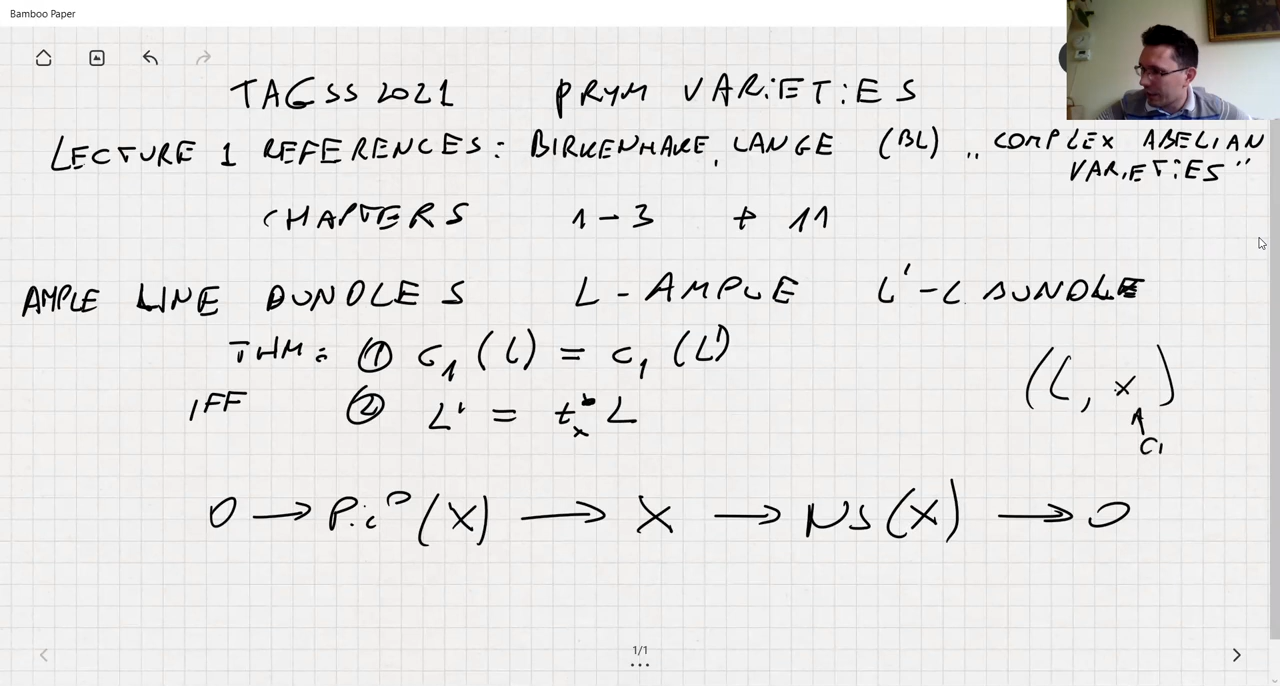 Bamboo Paper
TAGSS 2021 PRYM VARiETiES
LECTURE 1 REFERENCES: BIRKENHAKE, LANGE (BL) „COMPLEX ABELIAN
VARiETiES"
CHAPTERS 1-3 + 11
AMPLE LINE BUNDLES L-AMPLE L'-L BUNDLE
THM: ① c₁(L) = c₁(L')
IFF ② L' = tₓ* L
(L, x)
↑
0 → Pic⁰(X) → X → NS(X) → 0
1/1